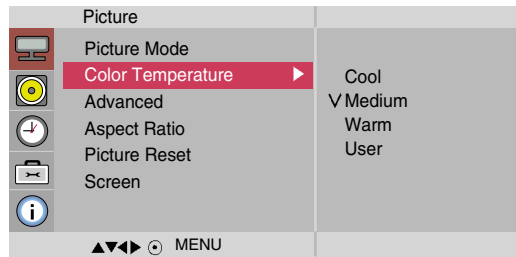 Picture
Picture Mode
Color Temperature
Advanced
Aspect Ratio
Picture Reset
Screen
Cool
Medium
Warm
User
MENU